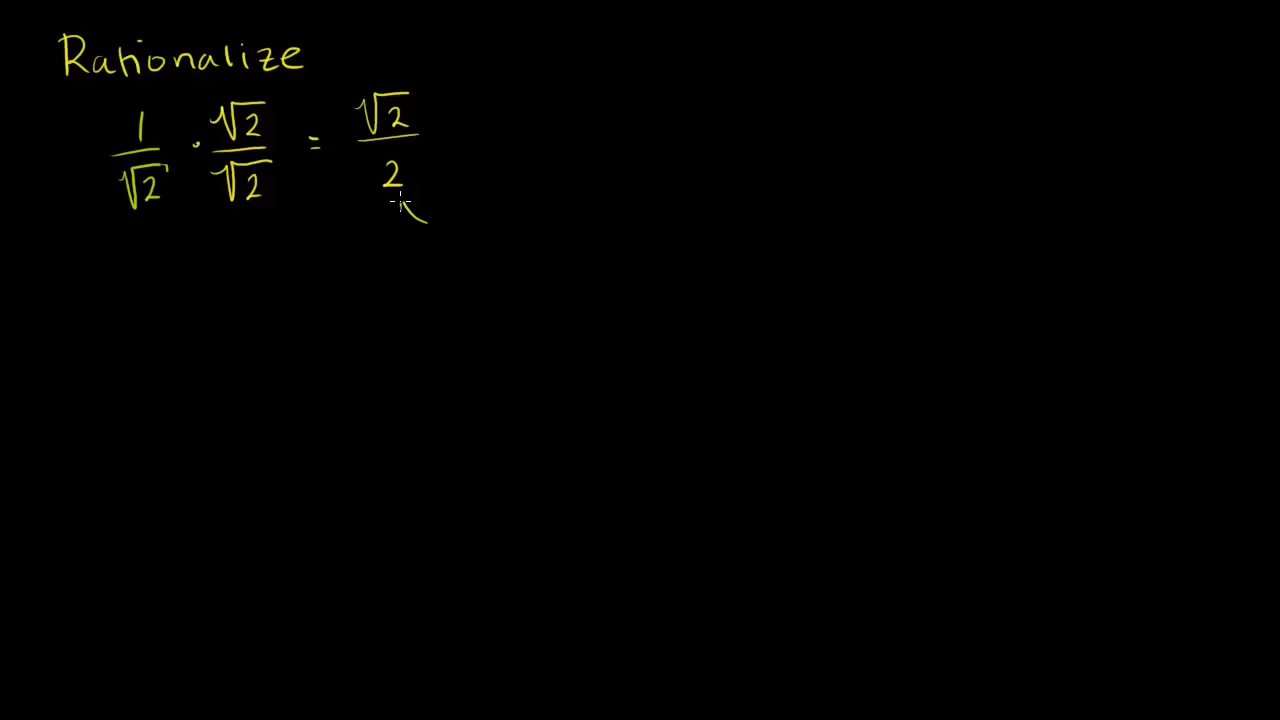 Rationalize
1/√2 · √2/√2 = √2/2